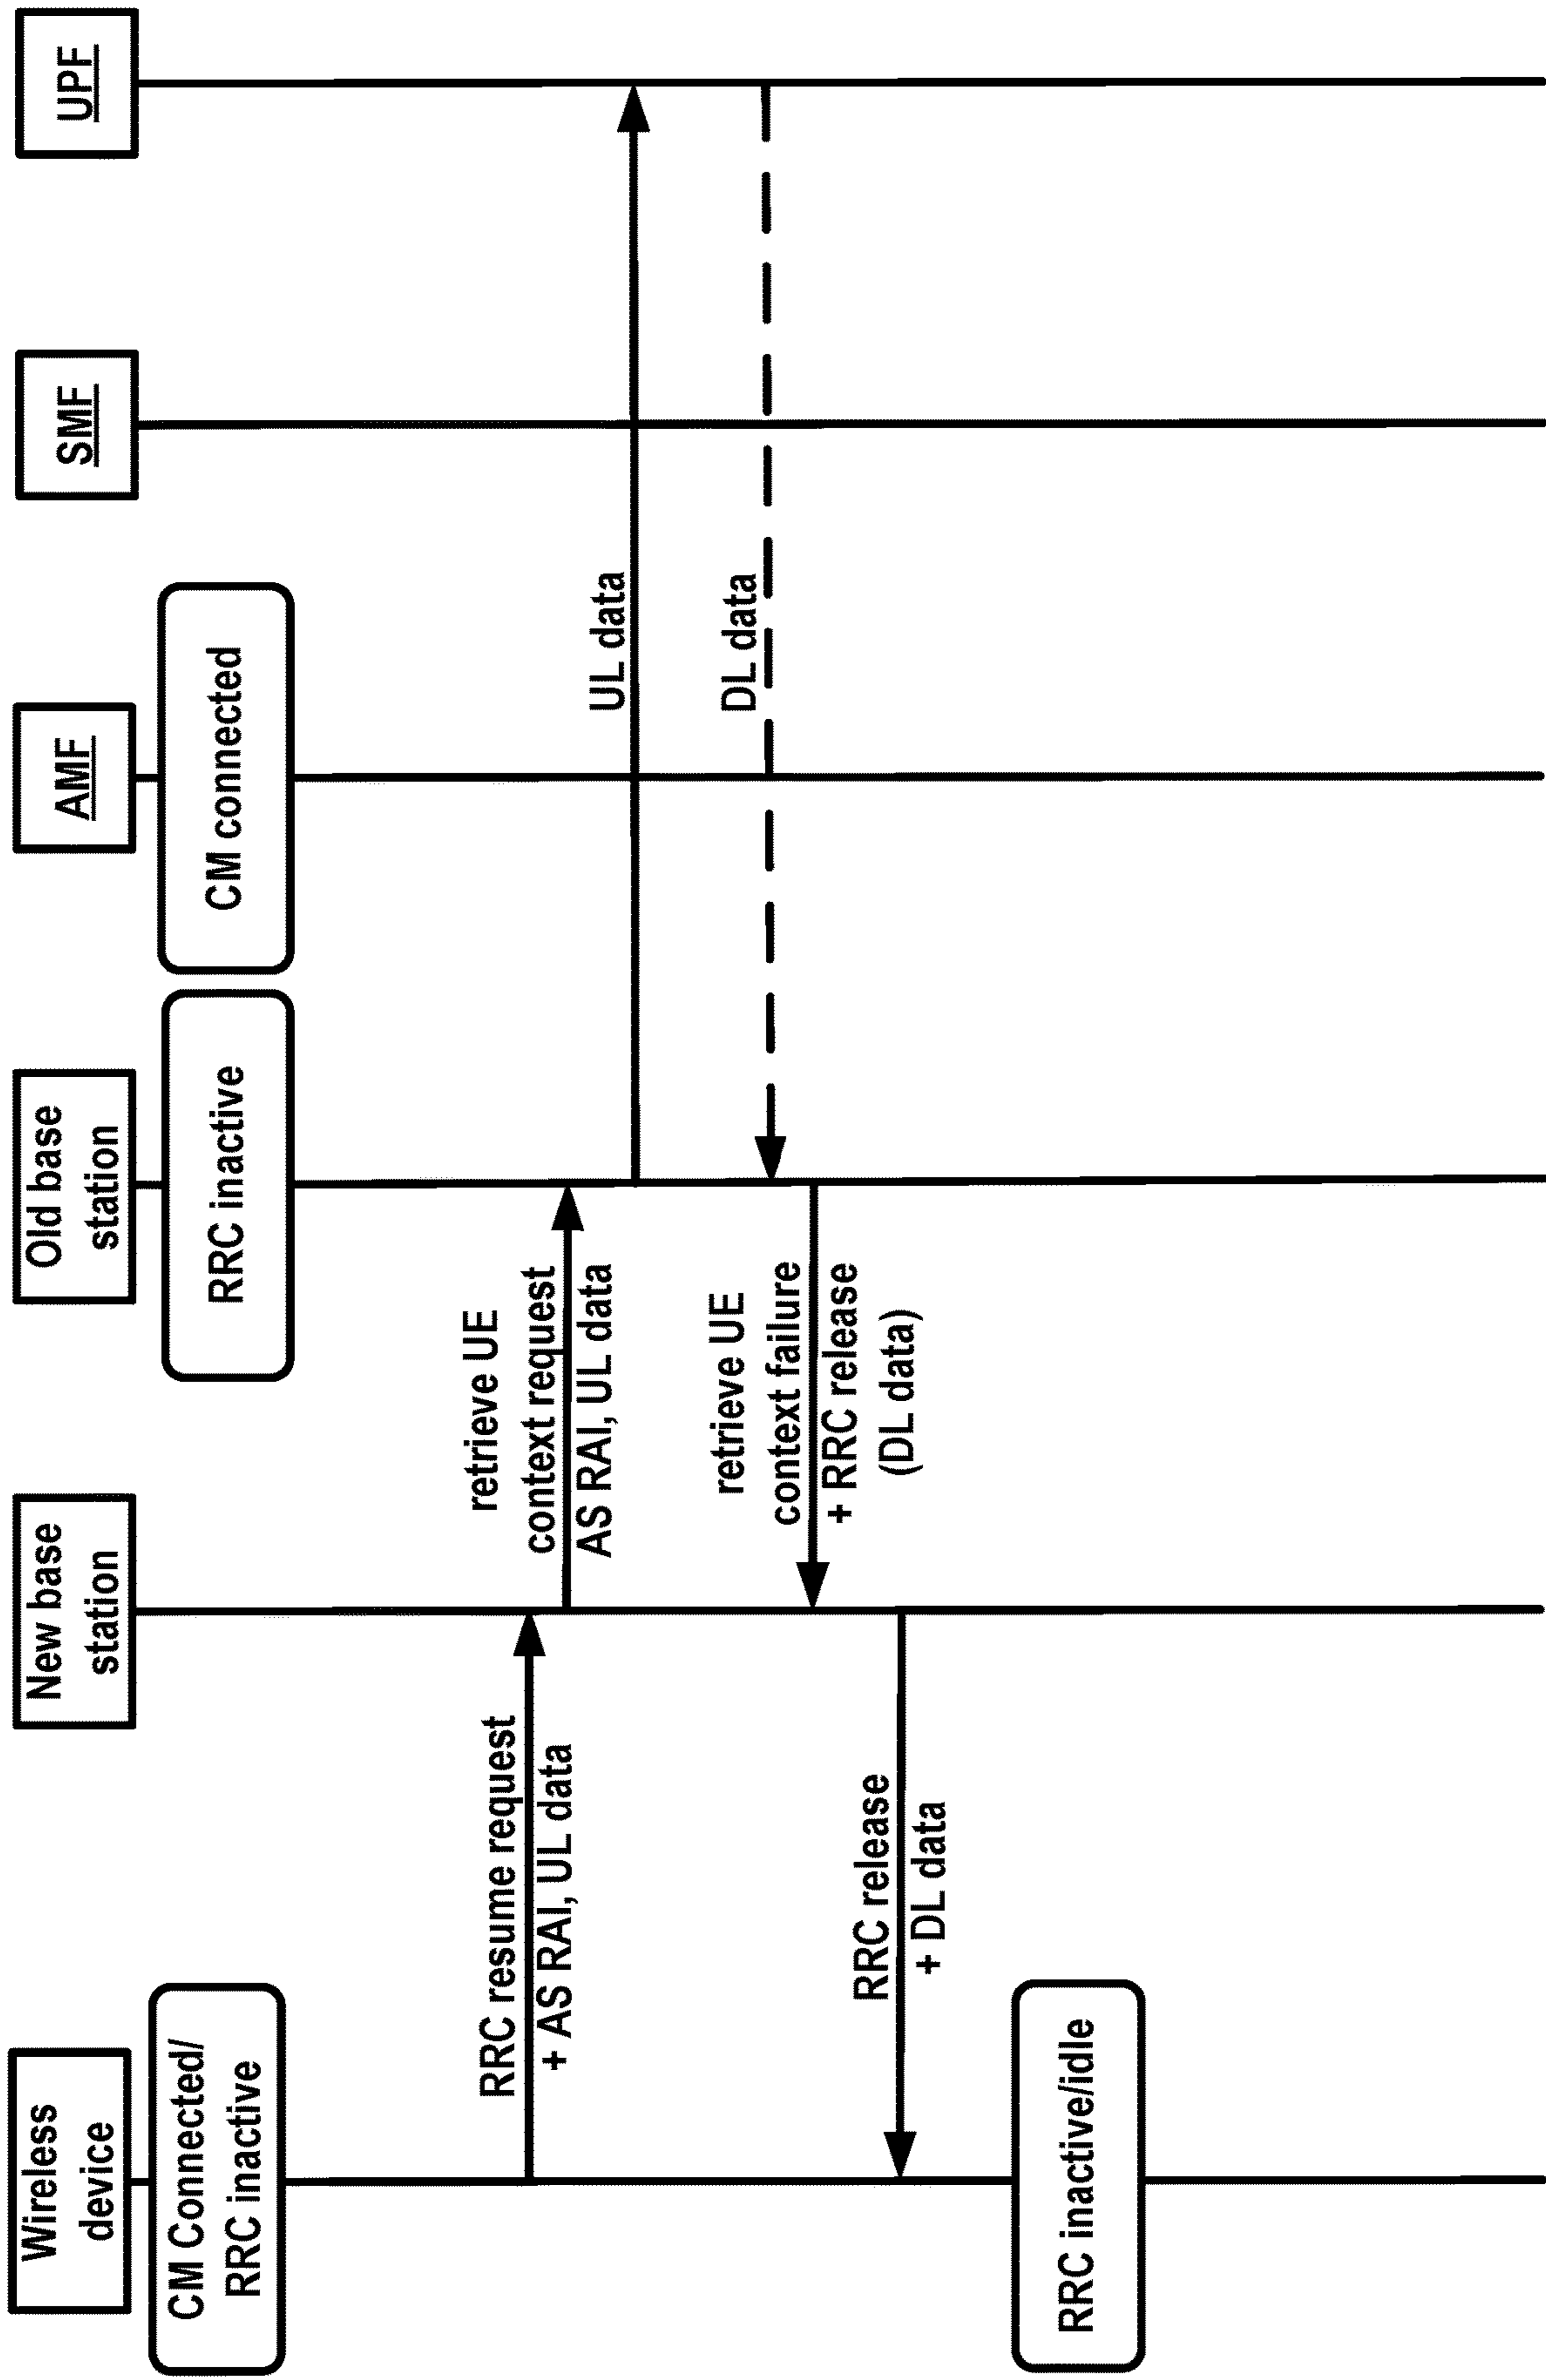 Wireless
device
New base
station
Old base
station
AMF
SMF
UPF
CM Connected/
RRC inactive
RRC inactive
CM connected
RRC resume request
+ AS RAI, UL data
retrieve UE
context request
AS RAI, UL data
UL data
DL data
retrieve UE
context failure
+ RRC release
(DL data)
RRC release
+ DL data
RRC inactive/idle